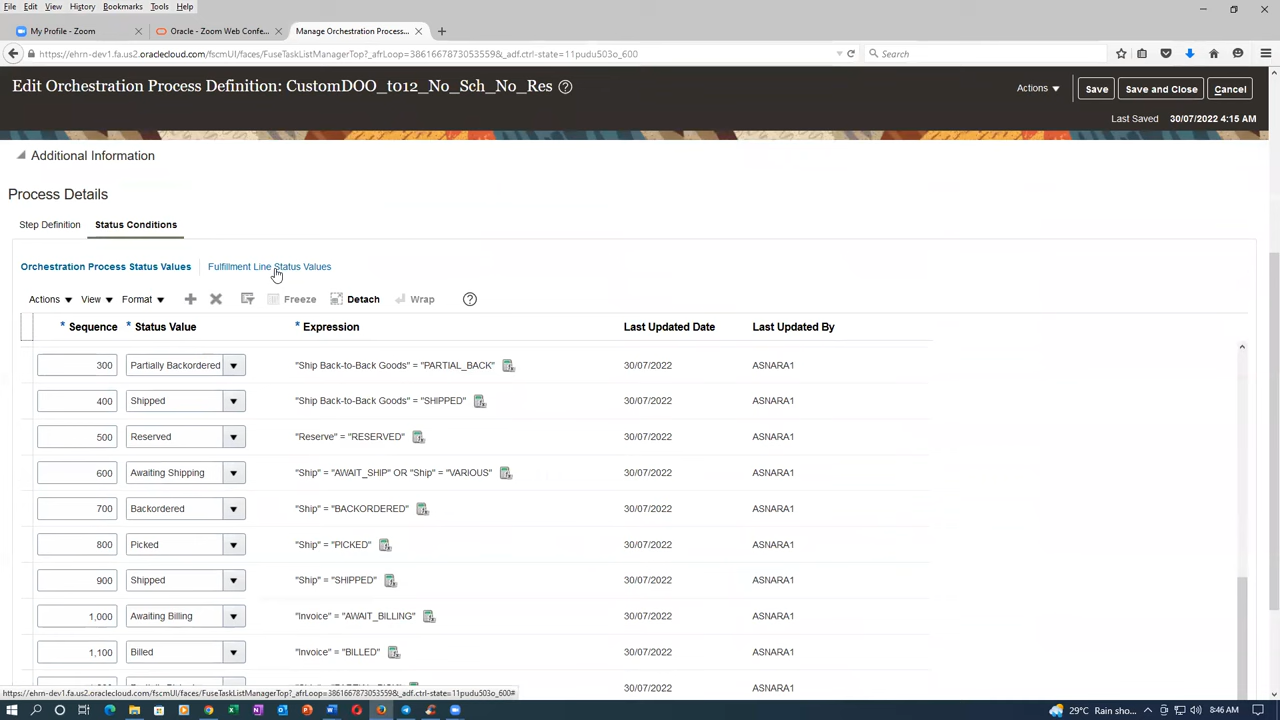 File Edit View History Bookmarks Tools Help
My Profile - Zoom × Oracle - Zoom Web Confe… × Manage Orchestration Process… × +
https://ehrn-dev1.fa.us2.oraclecloud.com/fscmUI/faces/FuseTaskListManagerTop?_afrLoop=3861667873053559&_adf.ctrl-state=11pudu503o_600 Search
Edit Orchestration Process Definition: CustomDOO_to12_No_Sch_No_Res ? Actions Save Save and Close Cancel
Last Saved 30/07/2022 4:15 AM
Additional Information
Process Details
Step Definition Status Conditions
Orchestration Process Status Values Fulfillment Line Status Values
Actions View Format Freeze Detach Wrap ?
* Sequence * Status Value * Expression Last Updated Date Last Updated By
300 Partially Backordered "Ship Back-to-Back Goods" = "PARTIAL_BACK" 30/07/2022 ASNARA1
400 Shipped "Ship Back-to-Back Goods" = "SHIPPED" 30/07/2022 ASNARA1
500 Reserved "Reserve" = "RESERVED" 30/07/2022 ASNARA1
600 Awaiting Shipping "Ship" = "AWAIT_SHIP" OR "Ship" = "VARIOUS" 30/07/2022 ASNARA1
700 Backordered "Ship" = "BACKORDERED" 30/07/2022 ASNARA1
800 Picked "Ship" = "PICKED" 30/07/2022 ASNARA1
900 Shipped "Ship" = "SHIPPED" 30/07/2022 ASNARA1
1,000 Awaiting Billing "Invoice" = "AWAIT_BILLING" 30/07/2022 ASNARA1
1,100 Billed "Invoice" = "BILLED" 30/07/2022 ASNARA1
30/07/2022 ASNARA1
https://ehrn-dev1.fa.us2.oraclecloud.com/fscmUI/faces/FuseTaskListManagerTop?_afrLoop=3861667873053559&_adf.ctrl-state=11pudu503o_600#
29°C Rain sho… 8:46 AM